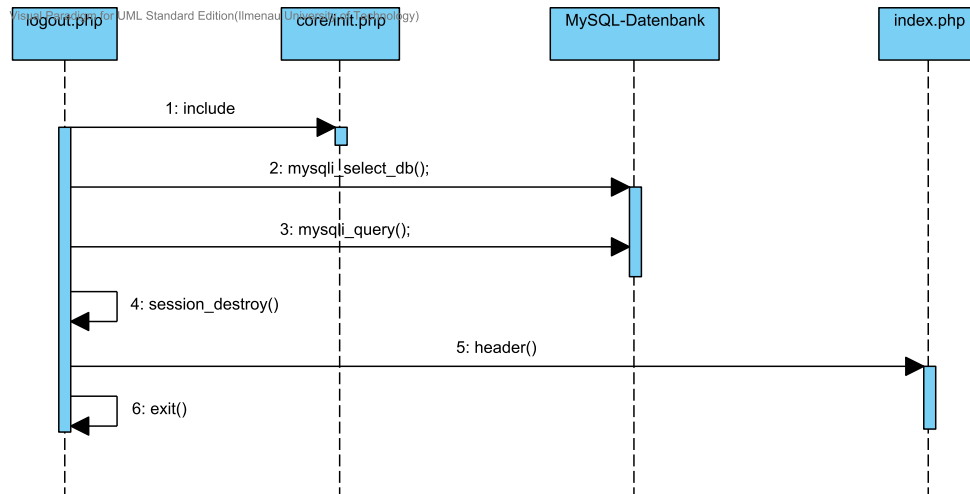 Visual Paradigm for UML Standard Edition(Ilmenau University of Technology)
logout.php
core/init.php
MySQL-Datenbank
index.php
1: include
2: mysqli_select_db();
3: mysqli_query();
4: session_destroy()
5: header()
6: exit()